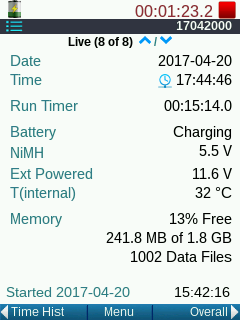 00:01:23.2
17042000
Live (8 of 8) /
Date 2017-04-20
Time 17:44:46
Run Timer 00:15:14.0
Battery Charging
NiMH 5.5 V
Ext Powered 11.6 V
T(internal) 32 °C
Memory 13% Free
241.8 MB of 1.8 GB
1002 Data Files
Started 2017-04-20 15:42:16
Time Hist Menu Overall